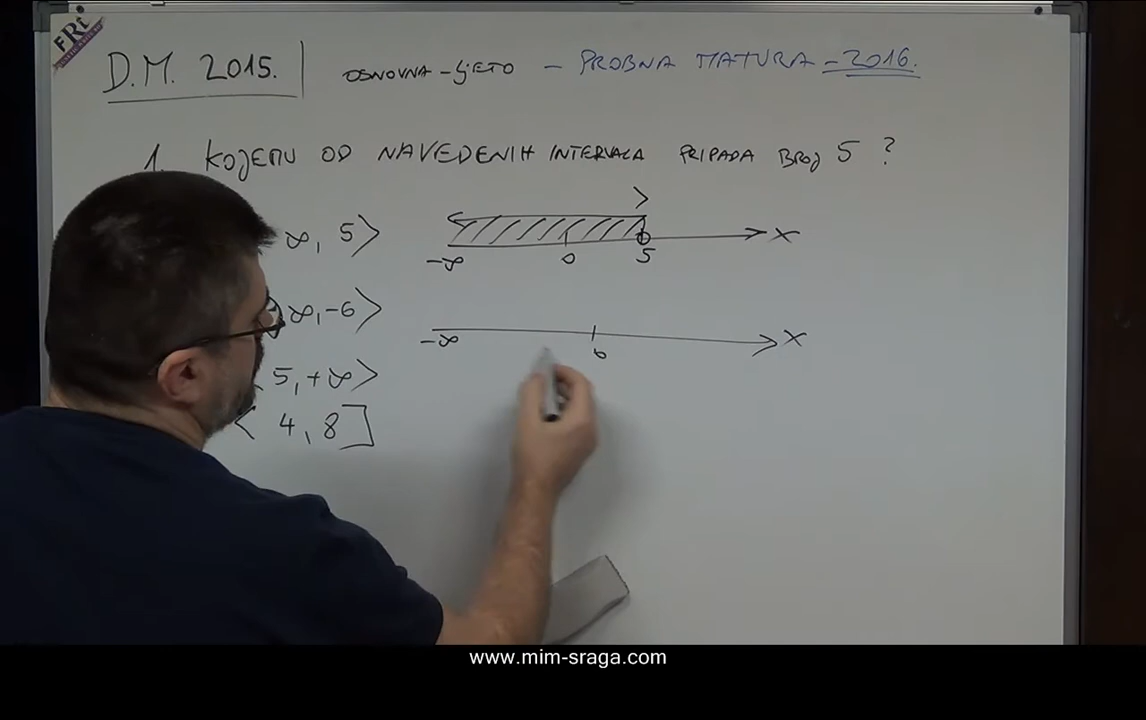 FRI
D.M. 2015. OSNOVNA-LJETO - PROBNA MATURA - 2016.
1. KOJEMU OD NAVEDENIH INTERVALA PRIPADA BROJ 5 ?
∞, 5> -∞ 0 5 > X
∞, -6> -∞ 0 X
5, +∞>
< 4, 8]
www.mim-sraga.com